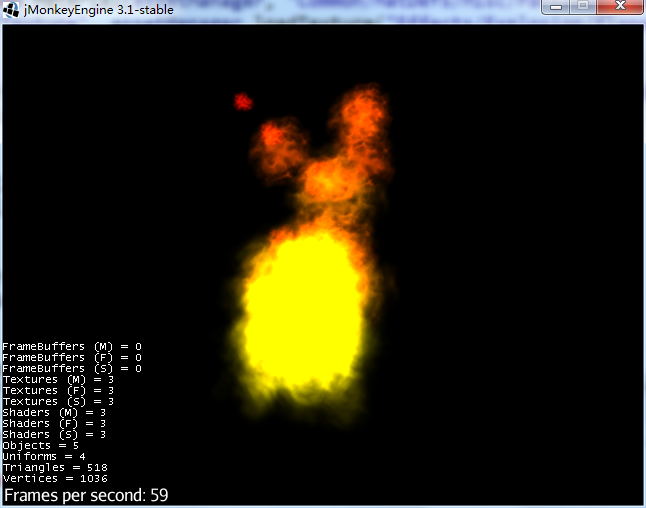 jMonkeyEngine 3.1-stable
FrameBuffers (M) = 0
FrameBuffers (F) = 0
FrameBuffers (S) = 0
Textures (M) = 3
Textures (F) = 3
Textures (S) = 3
Shaders (M) = 3
Shaders (F) = 3
Shaders (S) = 3
Objects = 5
Uniforms = 4
Triangles = 518
Vertices = 1036
Frames per second: 59